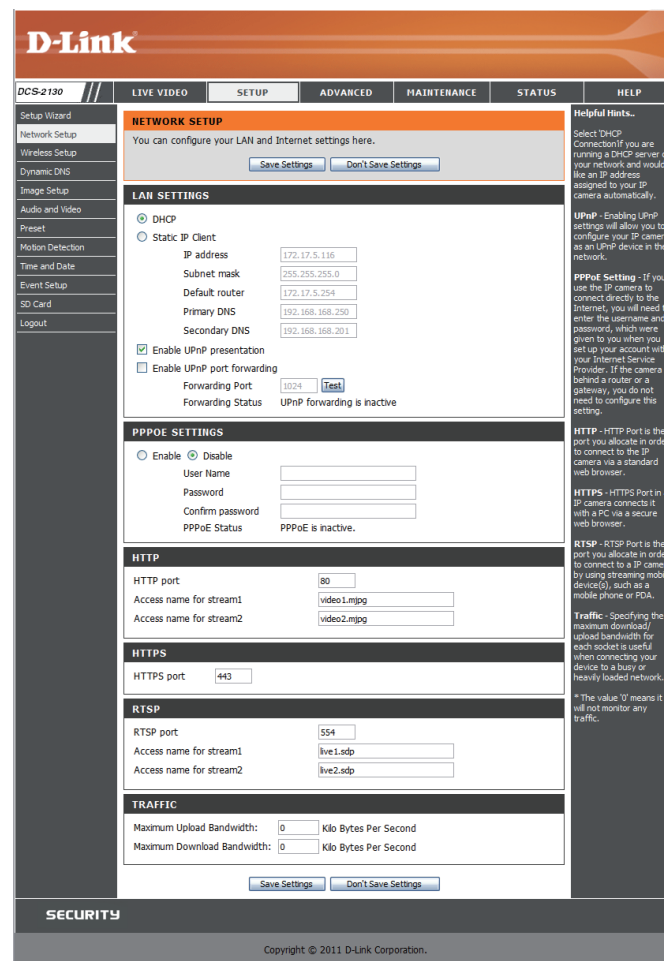 D-Link
DCS-2130 // LIVE VIDEO SETUP ADVANCED MAINTENANCE STATUS HELP
Setup Wizard
Network Setup
Wireless Setup
Dynamic DNS
Image Setup
Audio and Video
Preset
Motion Detection
Time and Date
Event Setup
SD Card
Logout
NETWORK SETUP
You can configure your LAN and Internet settings here.
Save Settings Don't Save Settings
LAN SETTINGS
DHCP
Static IP Client
IP address 172.17.5.116
Subnet mask 255.255.255.0
Default router 172.17.5.254
Primary DNS 192.168.168.250
Secondary DNS 192.168.168.201
Enable UPnP presentation
Enable UPnP port forwarding
Forwarding Port 1024 Test
Forwarding Status UPnP forwarding is inactive
PPPOE SETTINGS
Enable Disable
User Name
Password
Confirm password
PPPoE Status PPPoE is inactive.
HTTP
HTTP port 80
Access name for stream1 video1.mjpg
Access name for stream2 video2.mjpg
HTTPS
HTTPS port 443
RTSP
RTSP port 554
Access name for stream1 live1.sdp
Access name for stream2 live2.sdp
TRAFFIC
Maximum Upload Bandwidth: 0 Kilo Bytes Per Second
Maximum Download Bandwidth: 0 Kilo Bytes Per Second
Save Settings Don't Save Settings
Helpful Hints..
Select 'DHCP
Connection'if you are
running a DHCP server
your network and would
like an IP address
assigned to your IP
camera automatically.
UPnP - Enabling UPnP
settings will allow you to
configure your IP camer
as an UPnP device in the
network.
PPPoE Setting - If you
use the IP camera to
connect directly to the
Internet, you will need
enter the username and
password, which were
given to you when you
set up your account with
your Internet Service
Provider. If the camera
behind a router or a
gateway, you do not
need to configure this
setting.
HTTP - HTTP Port is the
port you allocate in orde
to connect to the IP
camera via a standard
web browser.
HTTPS - HTTPS Port in
IP camera connects it
with a PC via a secure
web browser.
RTSP - RTSP Port is the
port you allocate in orde
to connect to a IP came
by using streaming mobi
device(s), such as a
mobile phone or PDA.
Traffic - Specifying the
maximum download/
upload bandwidth for
each socket is useful
when connecting your
device to a busy or
heavily loaded network.
* The value '0' means it
will not monitor any
traffic.
SECURITY
Copyright © 2011 D-Link Corporation.